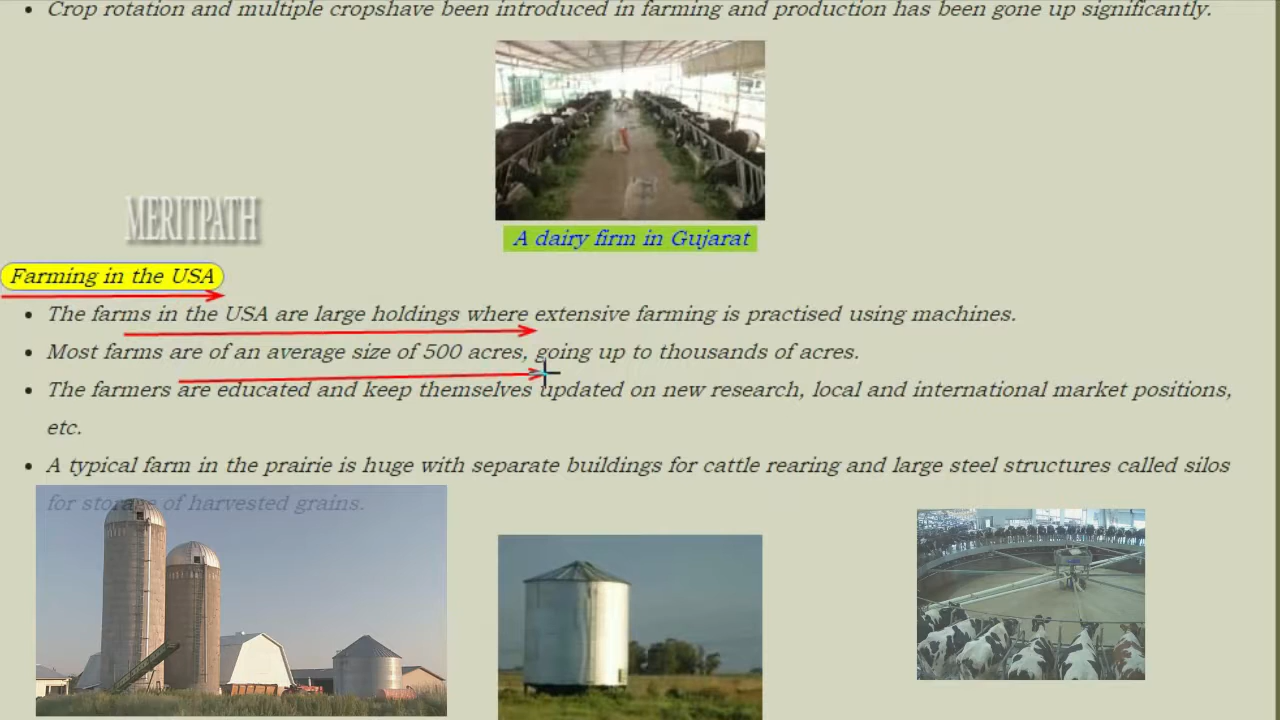 Crop rotation and multiple cropshave been introduced in farming and production has been gone up significantly.
A dairy firm in Gujarat
MERITPATH
Farming in the USA
The farms in the USA are large holdings where extensive farming is practised using machines.
Most farms are of an average size of 500 acres, going up to thousands of acres.
The farmers are educated and keep themselves updated on new research, local and international market positions,
etc.
A typical farm in the prairie is huge with separate buildings for cattle rearing and large steel structures called silos
for storage of harvested grains.